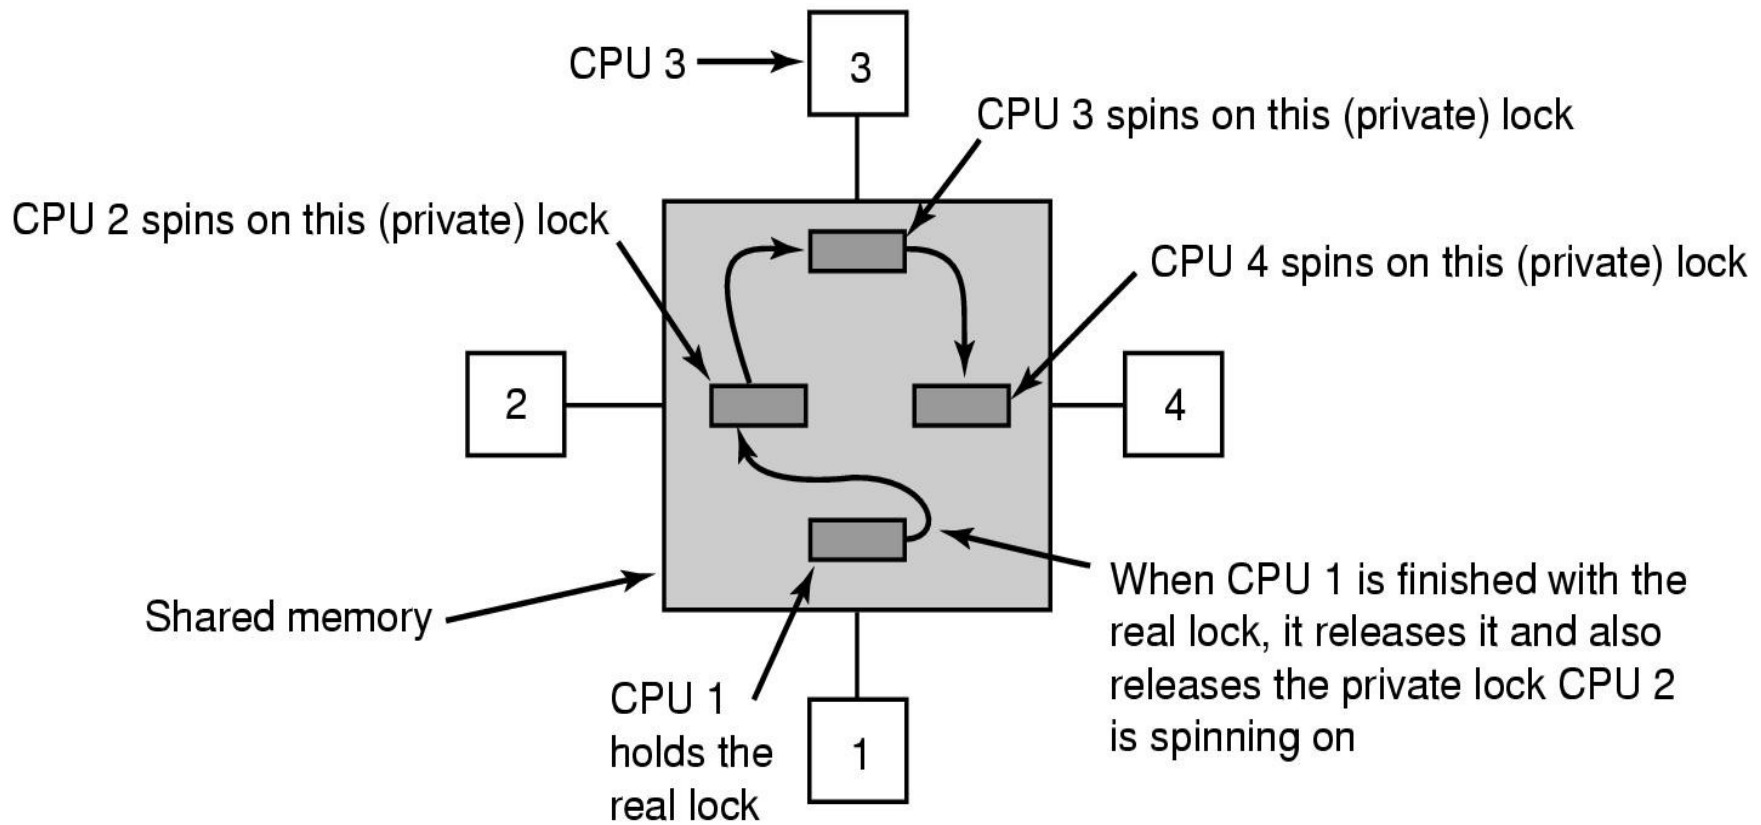 3
CPU 3
CPU 3 spins on this (private) lock
CPU 2 spins on this (private) lock
CPU 4 spins on this (private) lock
2
4
Shared memory
When CPU 1 is finished with the
real lock, it releases it and also
releases the private lock CPU 2
is spinning on
CPU 1
holds the
real lock
1